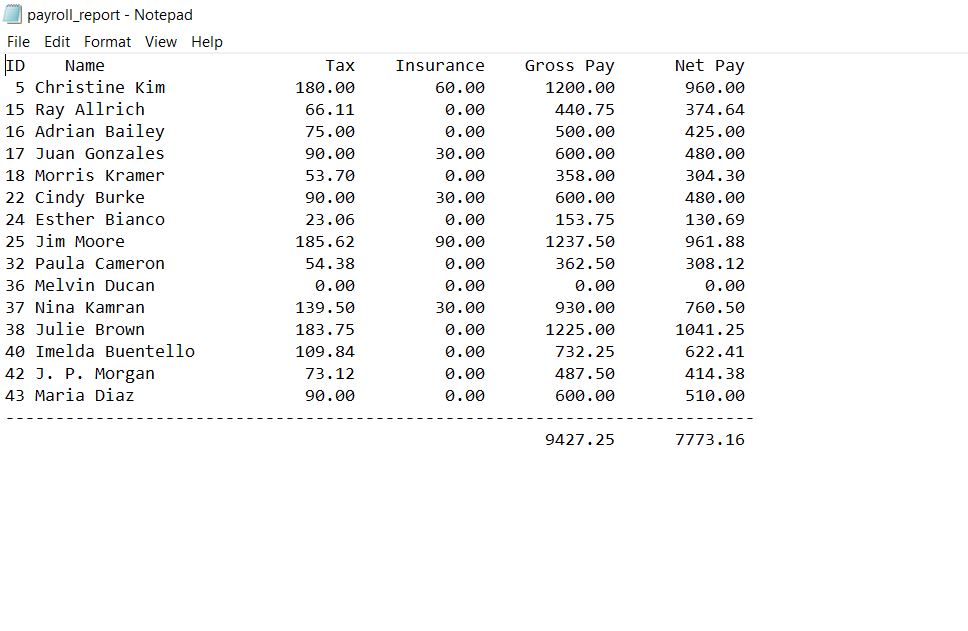 payroll_report - Notepad
File Edit Format View Help
ID    Name                      Tax    Insurance    Gross Pay      Net Pay
 5 Christine Kim             180.00        60.00      1200.00       960.00
15 Ray Allrich                66.11         0.00       440.75       374.64
16 Adrian Bailey              75.00         0.00       500.00       425.00
17 Juan Gonzales              90.00        30.00       600.00       480.00
18 Morris Kramer              53.70         0.00       358.00       304.30
22 Cindy Burke                90.00        30.00       600.00       480.00
24 Esther Bianco              23.06         0.00       153.75       130.69
25 Jim Moore                 185.62        90.00      1237.50       961.88
32 Paula Cameron              54.38         0.00       362.50       308.12
36 Melvin Ducan                0.00         0.00         0.00         0.00
37 Nina Kamran               139.50        30.00       930.00       760.50
38 Julie Brown               183.75         0.00      1225.00      1041.25
40 Imelda Buentello          109.84         0.00       732.25       622.41
42 J. P. Morgan               73.12         0.00       487.50       414.38
43 Maria Diaz                 90.00         0.00       600.00       510.00
---------------------------------------------------------------------------
                                                      9427.25      7773.16